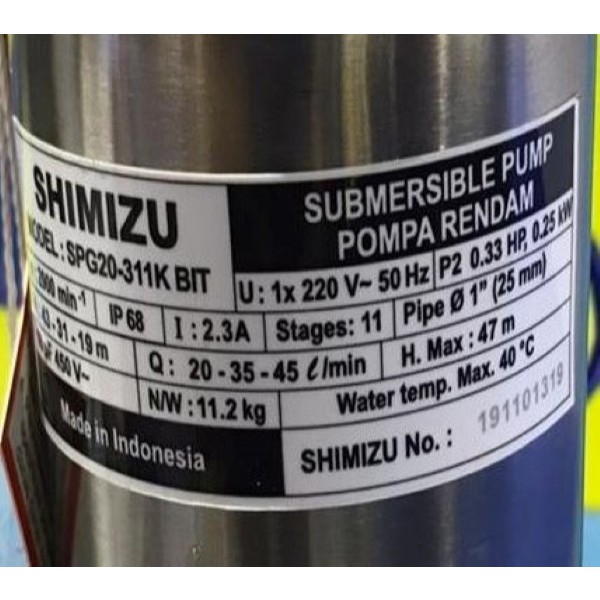 SHIMIZU
SUBMERSIBLE PUMP
POMPA RENDAM
MODEL : SPG20-311K BIT
U : 1x 220 V~ 50 Hz
P2 0.33 HP, 0.25 kW
min⁻¹
IP 68
I : 2.3A
Stages: 11
Pipe Ø 1" (25 mm)
-31-19 m
Q : 20 - 35 - 45 ℓ/min
H. Max : 47 m
450 V~
N/W : 11.2 kg
Water temp. Max. 40 °C
Made in Indonesia
SHIMIZU No. : 191101319